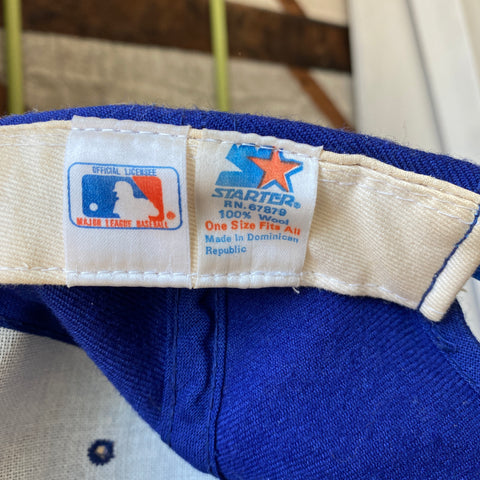 OFFICIAL LICENSEE
MAJOR LEAGUE BASEBALL
STARTER®
RN. 67879
100% Wool
One Size Fits All
Made in Dominican
Republic